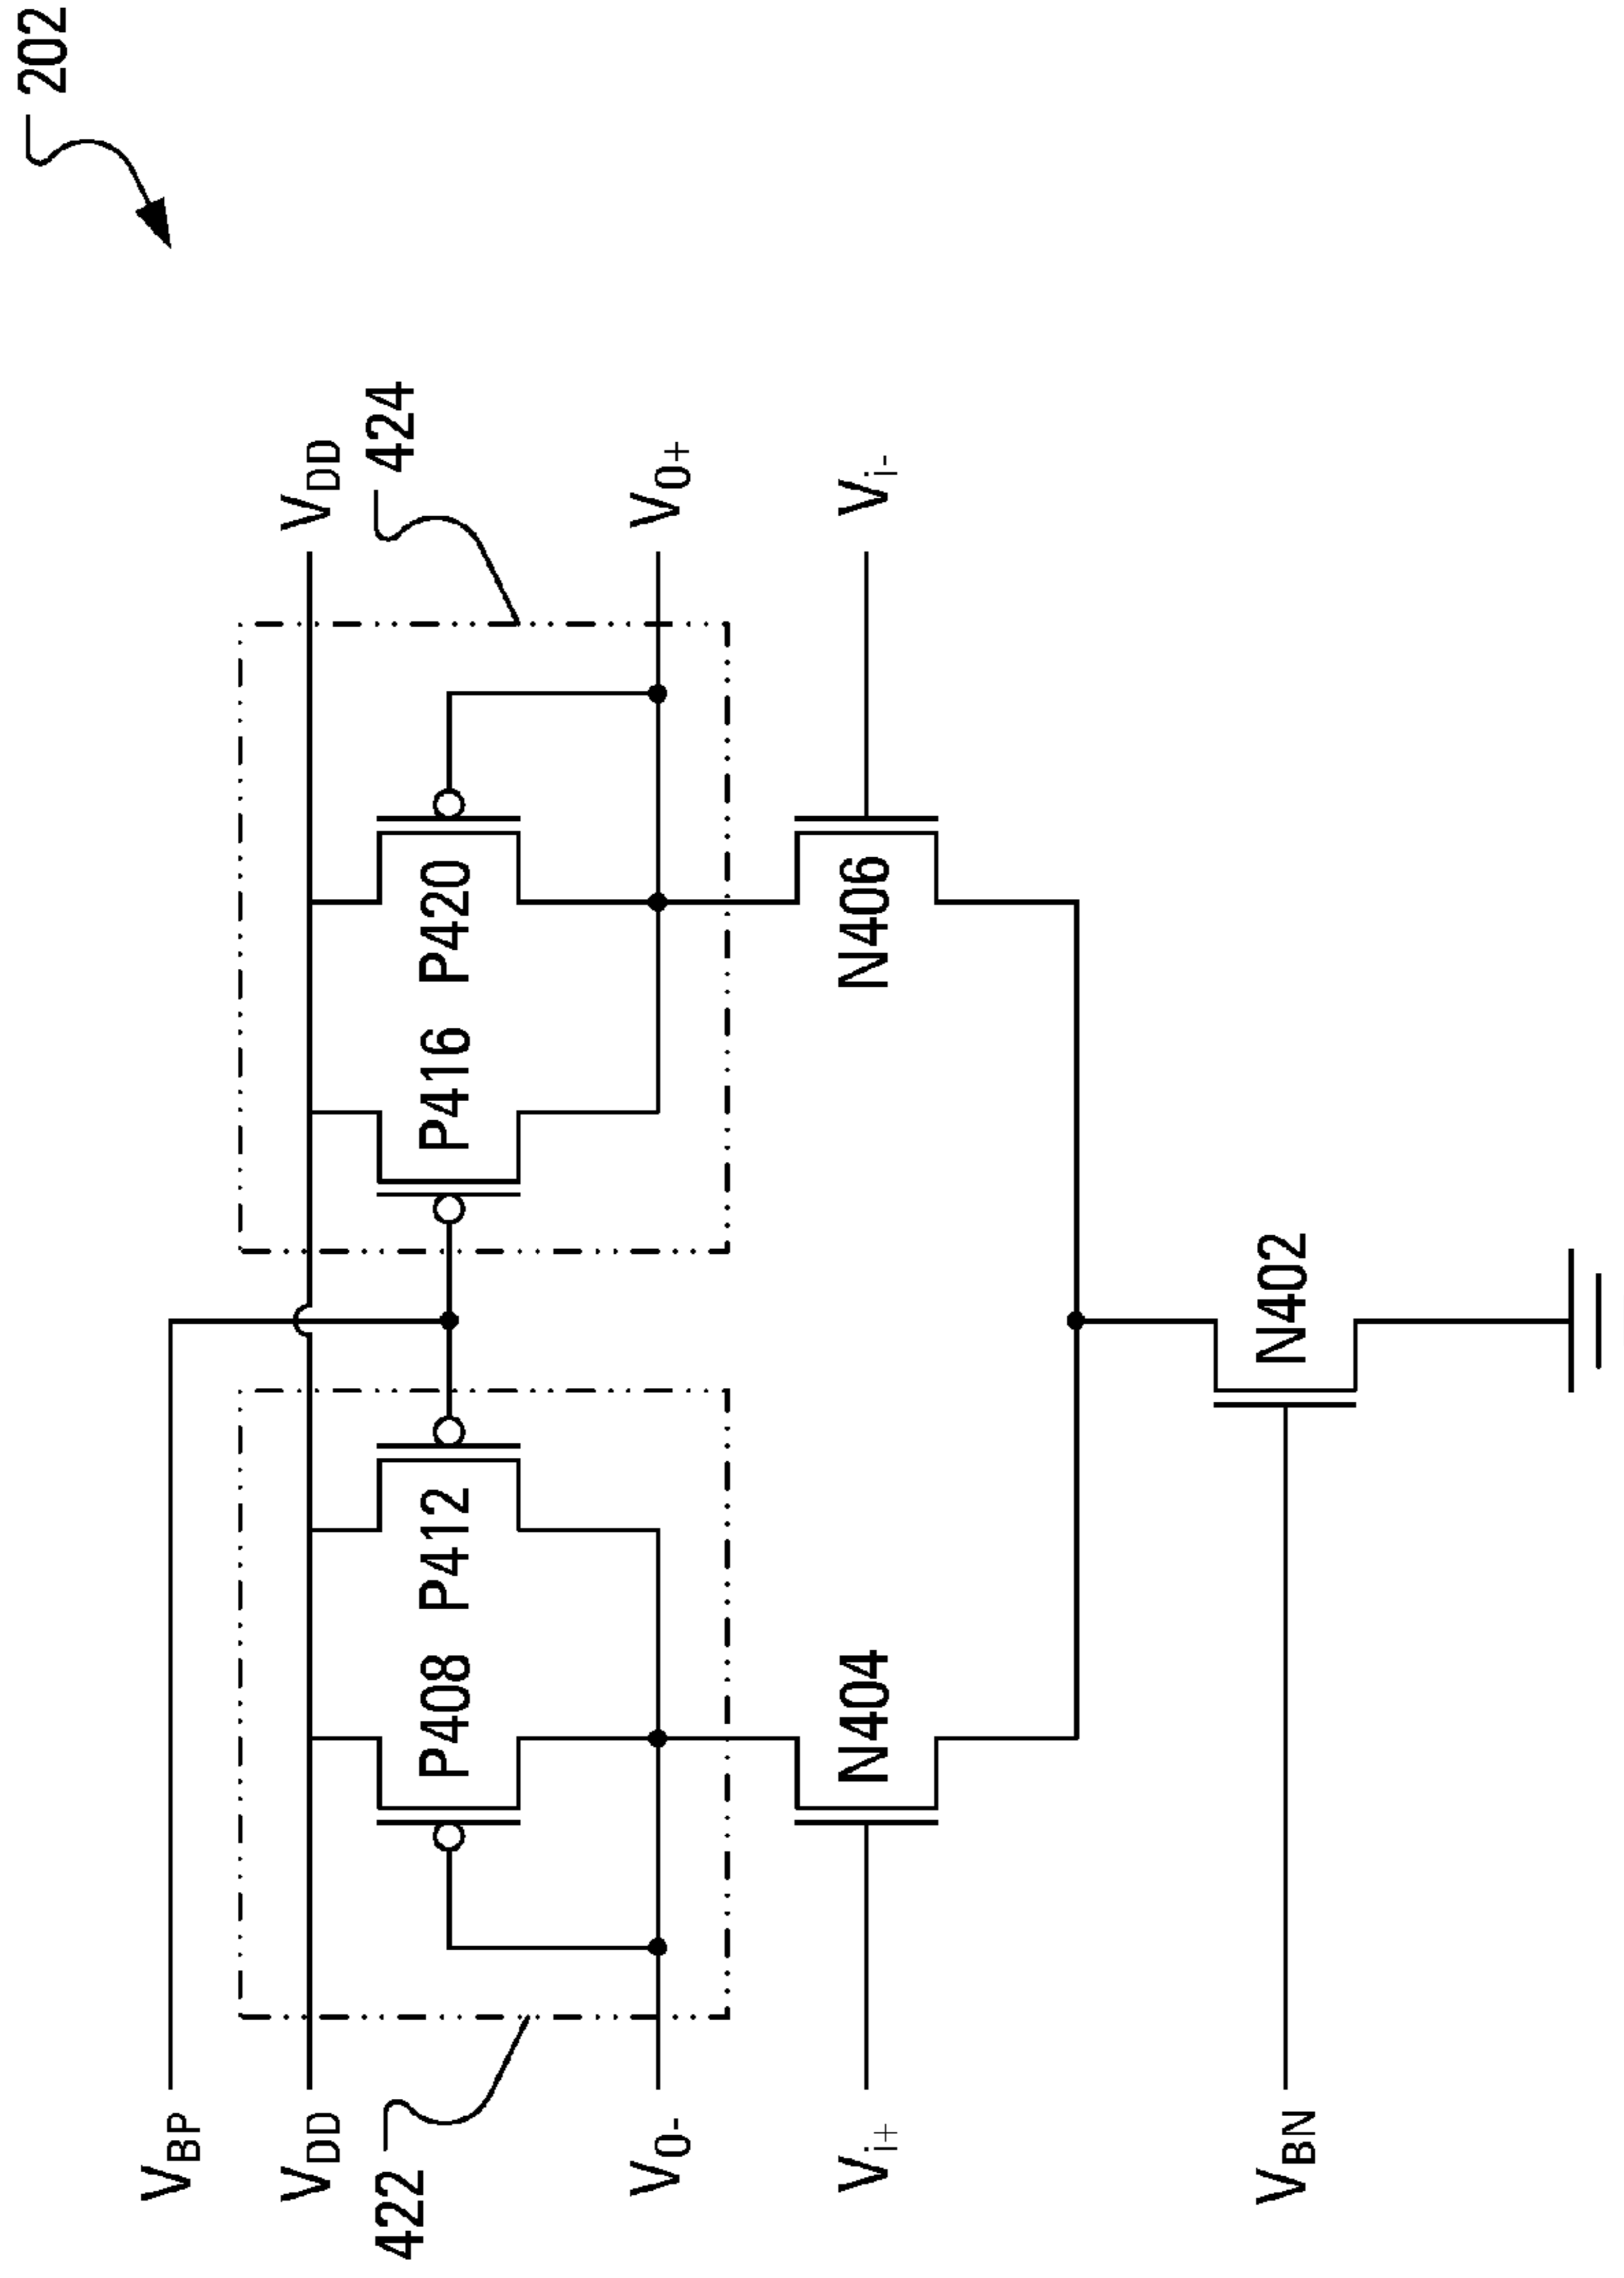 202
V_BP
V_DD
V_DD
422
424
P408
P412
P416
P420
V_0-
V_0+
V_i+
N404
N406
V_i-
V_BN
N402